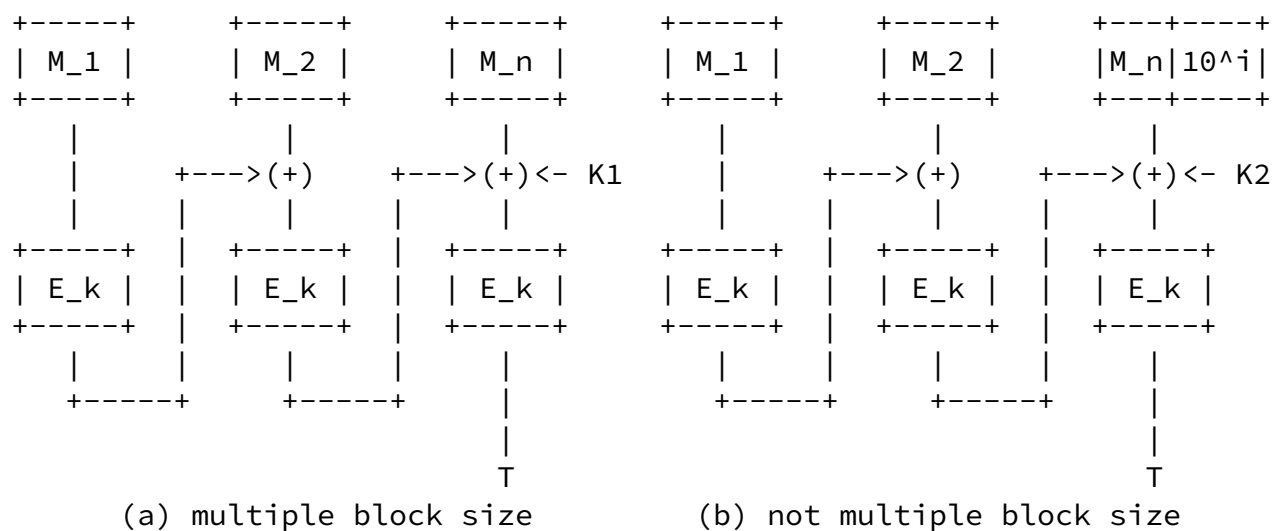 +-----+     +-----+     +-----+     +-----+     +-----+     +---+----+
| M_1 |     | M_2 |     | M_n |     | M_1 |     | M_2 |     |M_n|10^i|
+-----+     +-----+     +-----+     +-----+     +-----+     +---+----+
   |           |           |           |           |           |
   |     +--->(+)    +--->(+)<- K1     |     +--->(+)    +--->(+)<- K2
   |     |     |     |     |           |     |     |     |     |
+-----+  |  +-----+  |  +-----+     +-----+  |  +-----+  |  +-----+
| E_k |  |  | E_k |  |  | E_k |     | E_k |  |  | E_k |  |  | E_k |
+-----+  |  +-----+  |  +-----+     +-----+  |  +-----+  |  +-----+
   |     |     |     |     |           |     |     |     |     |
   +-----+     +-----+     |           +-----+     +-----+     |
                           |                                   |
                           T                                   T
      (a) multiple block size         (b) not multiple block size